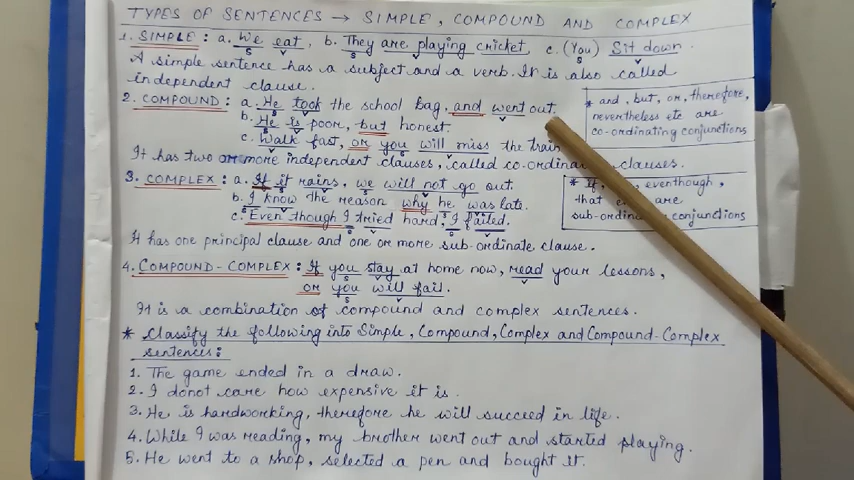 TYPES OF SENTENCES → SIMPLE, COMPOUND AND COMPLEX
1. SIMPLE: a. We eat, b. They are playing cricket, c. (You) Sit down.
S V S V S V
A simple sentence has a subject and a verb. It is also called
independent clause.
2. COMPOUND: a. He took the school bag, and went out.
S V V
b. He is poor, but honest.
S V
c. Walk fast, or you will miss the train
V S V
It has two or more independent clauses, called co-ordina clauses.
* and, but, or, therefore,
nevertheless etc are
co-ordinating conjunctions
3. COMPLEX: a. If it rains, we will not go out.
S V S V
b. I know the reason why he was late.
S V S V
c. Even though I tried hard, I failed.
S V S V
* If, eventhough,
that are
sub-ordin conjunctions
It has one principal clause and one or more sub-ordinate clause.
4. COMPOUND-COMPLEX: If you stay at home now, read your lessons,
S V V
or you will fail.
S V
It is a combination of compound and complex sentences.
* Classify the following into Simple, Compound, Complex and Compound-Complex
sentences:
1. The game ended in a draw.
2. I donot care how expensive it is.
3. He is hardworking, therefore he will succeed in life.
4. While I was reading, my brother went out and started playing.
5. He went to a shop, selected a pen and bought it.